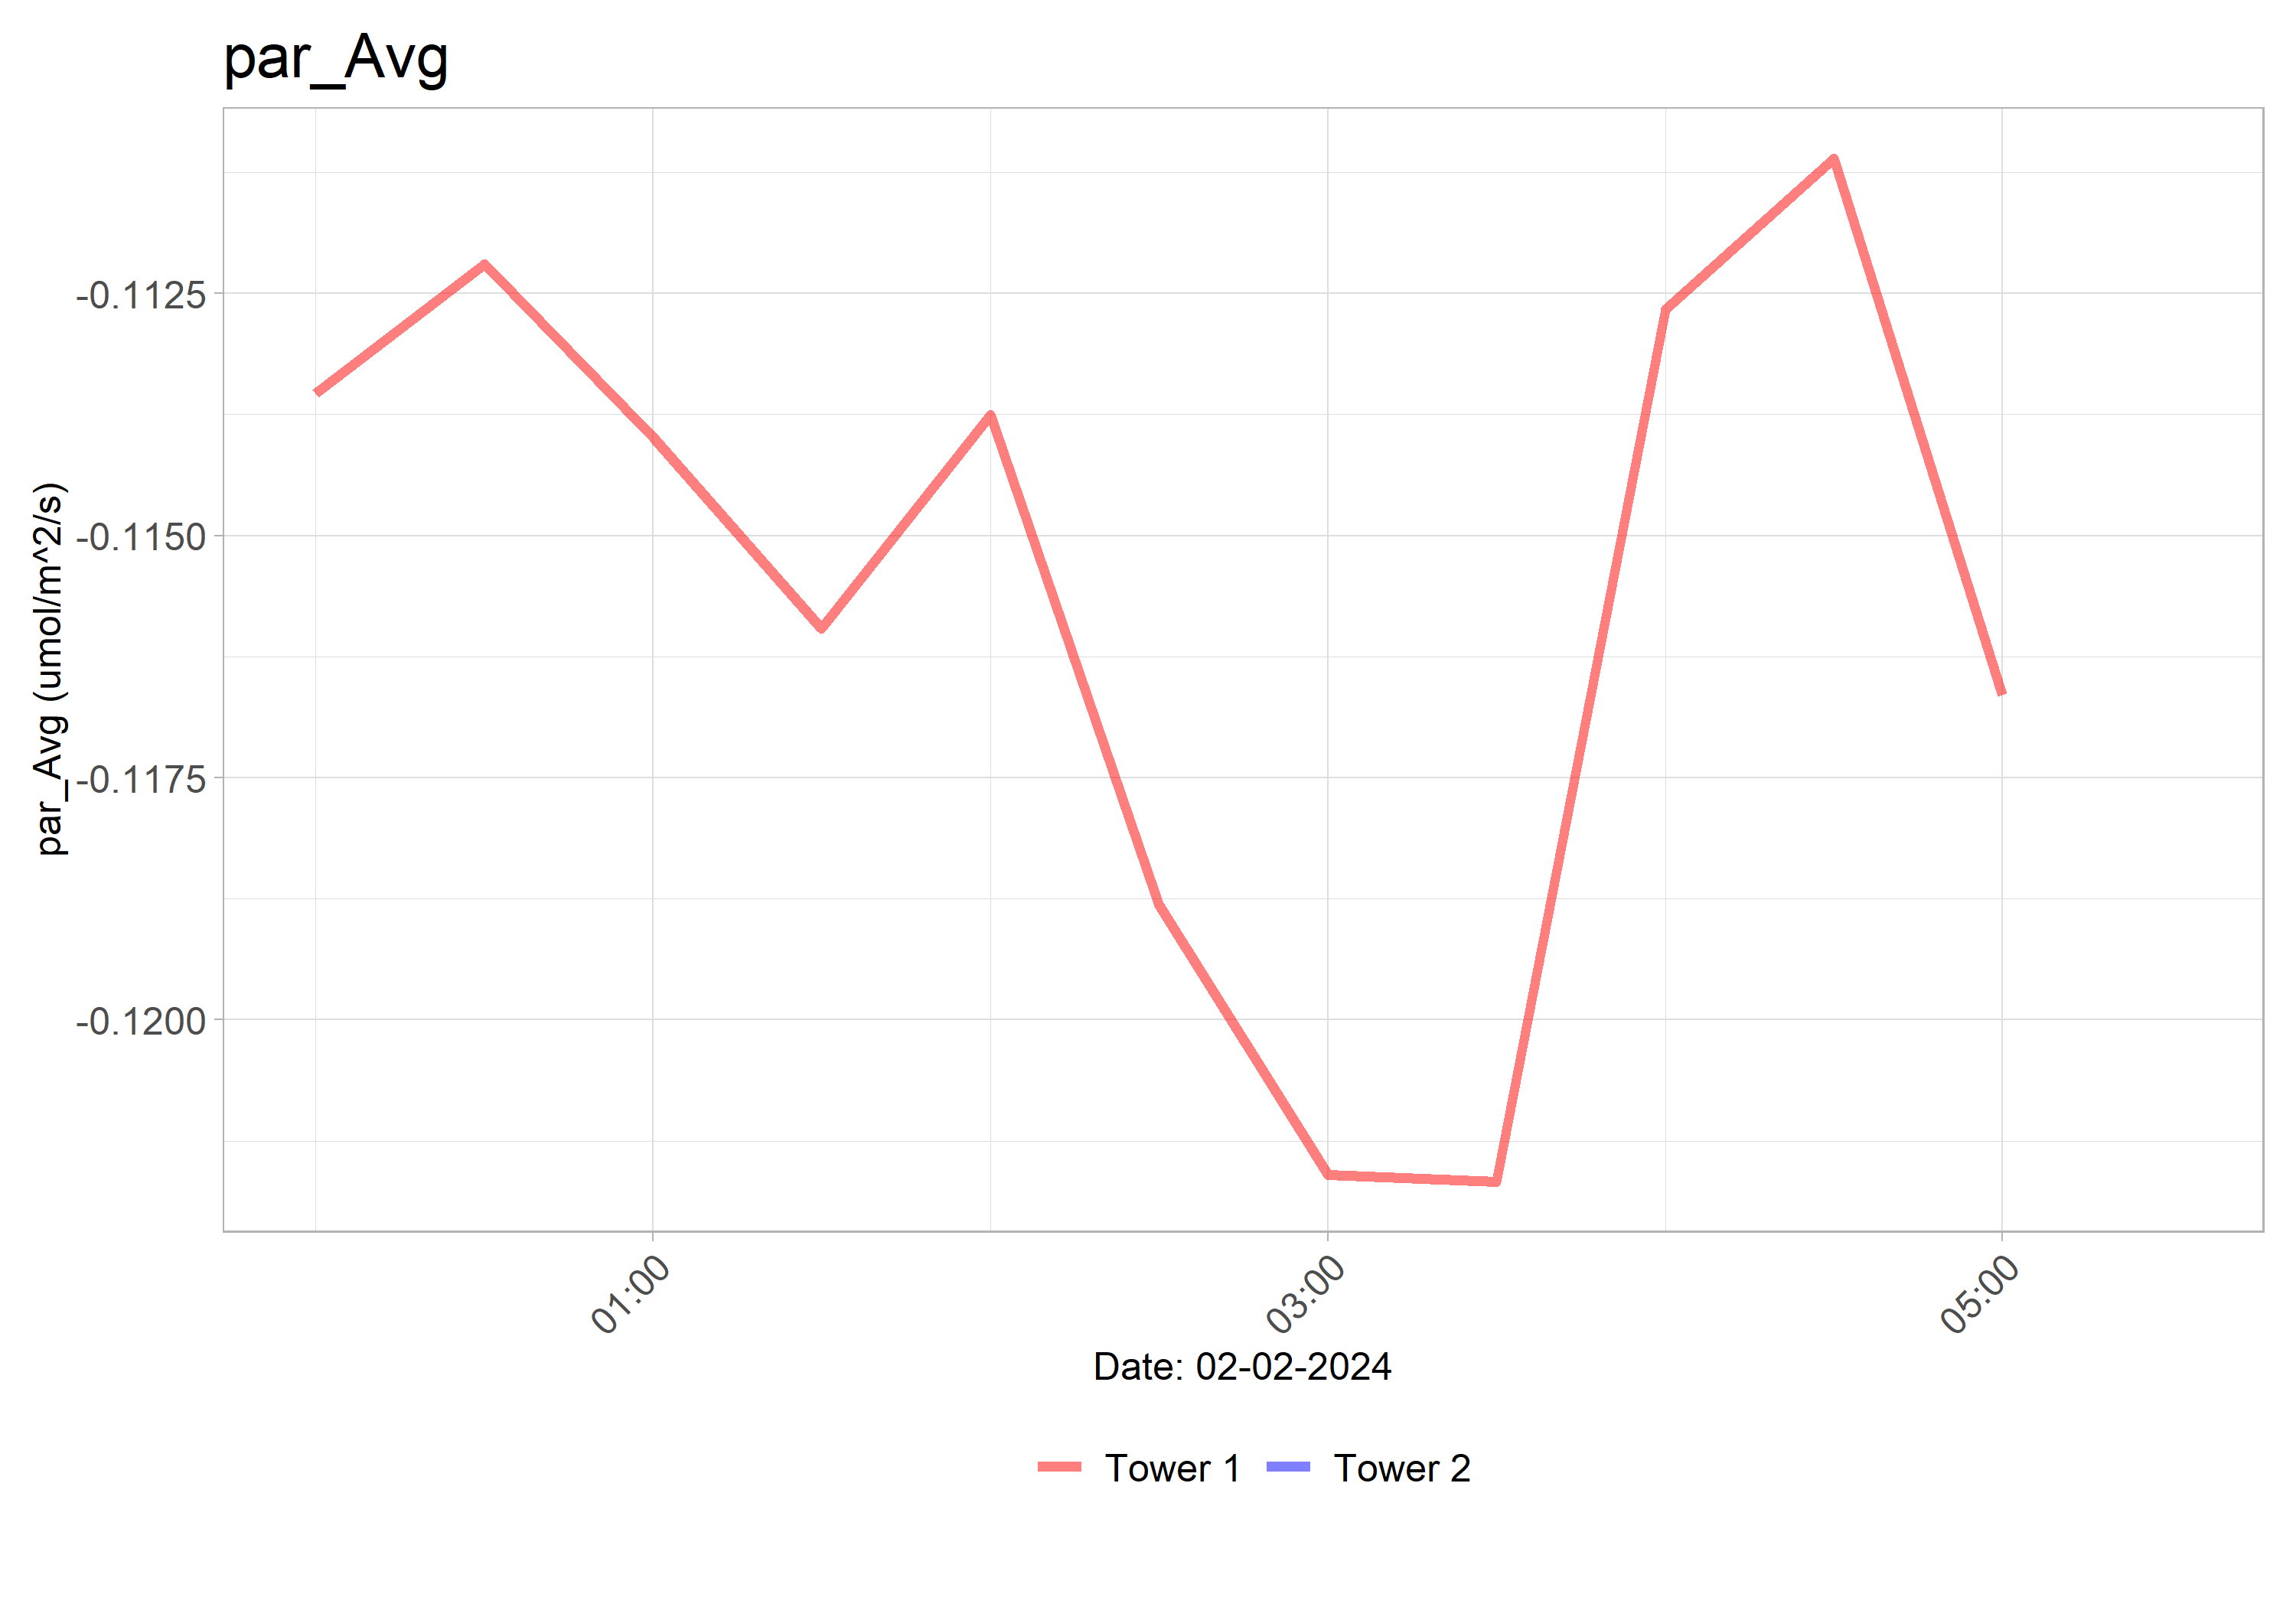 par_Avg
par_Avg (umol/m^2/s)
-0.1125
-0.1150
-0.1175
-0.1200
01:00
03:00
05:00
Date: 02-02-2024
Tower 1
Tower 2